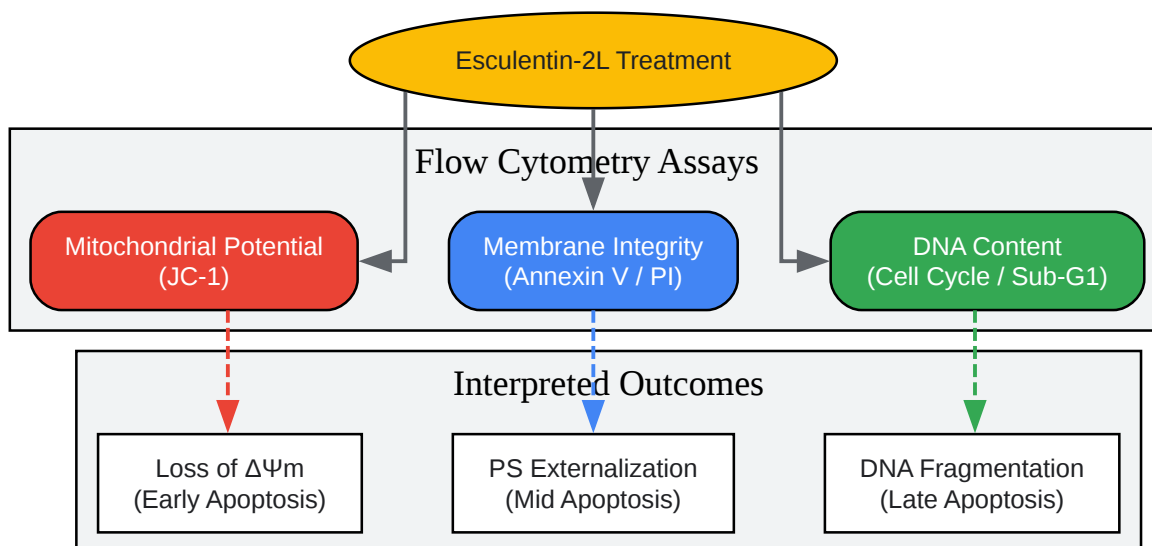 Esculentin-2L Treatment
Flow Cytometry Assays
Mitochondrial Potential
(JC-1)
Membrane Integrity
(Annexin V / PI)
DNA Content
(Cell Cycle / Sub-G1)
Interpreted Outcomes
Loss of ΔΨm
(Early Apoptosis)
PS Externalization
(Mid Apoptosis)
DNA Fragmentation
(Late Apoptosis)